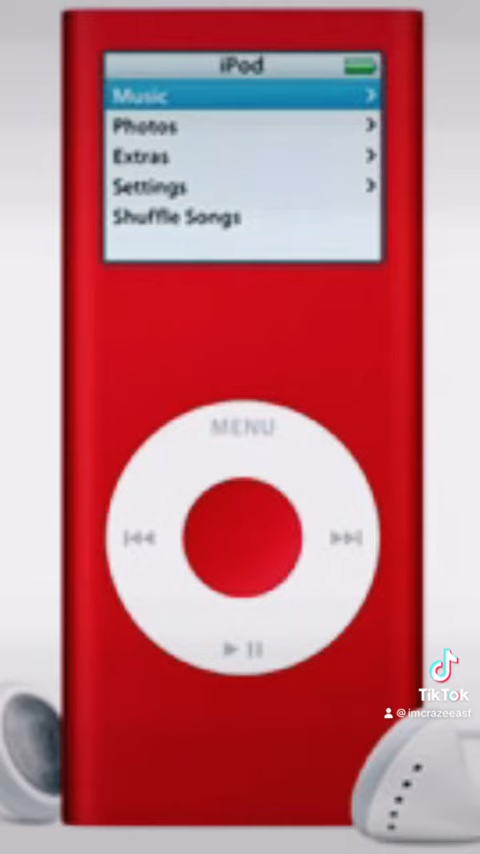 iPod
Music
Photos
Extras
Settings
Shuffle Songs
MENU
TikTok
@imcrazeeasf